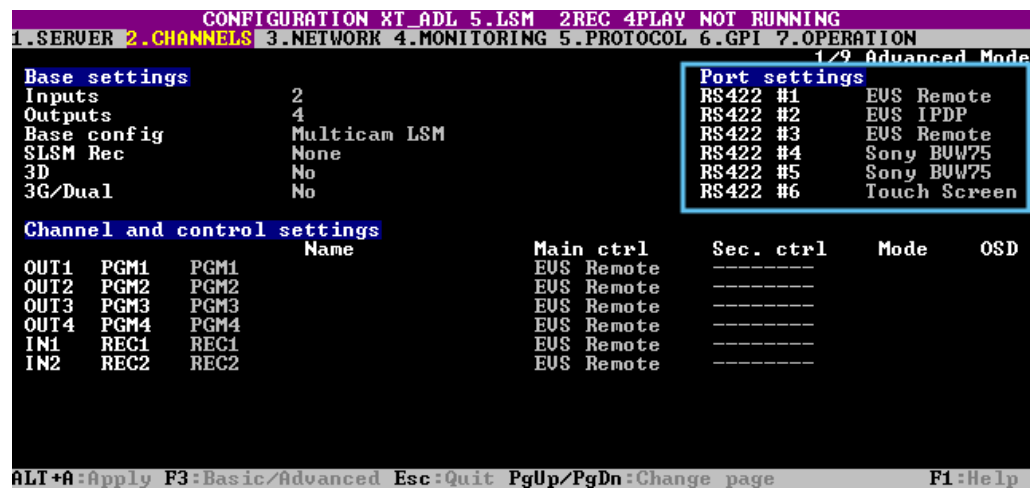 CONFIGURATION XT_ADL 5.LSM 2REC 4PLAY NOT RUNNING
1.SERVER 2.CHANNELS 3.NETWORK 4.MONITORING 5.PROTOCOL 6.GPI 7.OPERATION
1/9 Advanced Mode
Base settings
Inputs 2
Outputs 4
Base config Multicam LSM
SLSM Rec None
3D No
3G/Dual No
Port settings
RS422 #1 EVS Remote
RS422 #2 EVS IPDP
RS422 #3 EVS Remote
RS422 #4 Sony BVW75
RS422 #5 Sony BVW75
RS422 #6 Touch Screen
Channel and control settings
Name Main ctrl Sec. ctrl Mode OSD
OUT1 PGM1 PGM1 EVS Remote --------
OUT2 PGM2 PGM2 EVS Remote --------
OUT3 PGM3 PGM3 EVS Remote --------
OUT4 PGM4 PGM4 EVS Remote --------
IN1 REC1 REC1 EVS Remote --------
IN2 REC2 REC2 EVS Remote --------
ALT+A:Apply F3:Basic/Advanced Esc:Quit PgUp/PgDn:Change page F1:Help